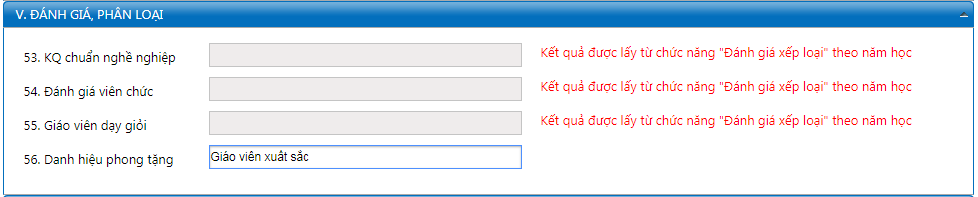 V. ĐÁNH GIÁ, PHÂN LOẠI
53. KQ chuẩn nghề nghiệp Kết quả được lấy từ chức năng "Đánh giá xếp loại" theo năm học
54. Đánh giá viên chức Kết quả được lấy từ chức năng "Đánh giá xếp loại" theo năm học
55. Giáo viên dạy giỏi Kết quả được lấy từ chức năng "Đánh giá xếp loại" theo năm học
56. Danh hiệu phong tặng Giáo viên xuất sắc